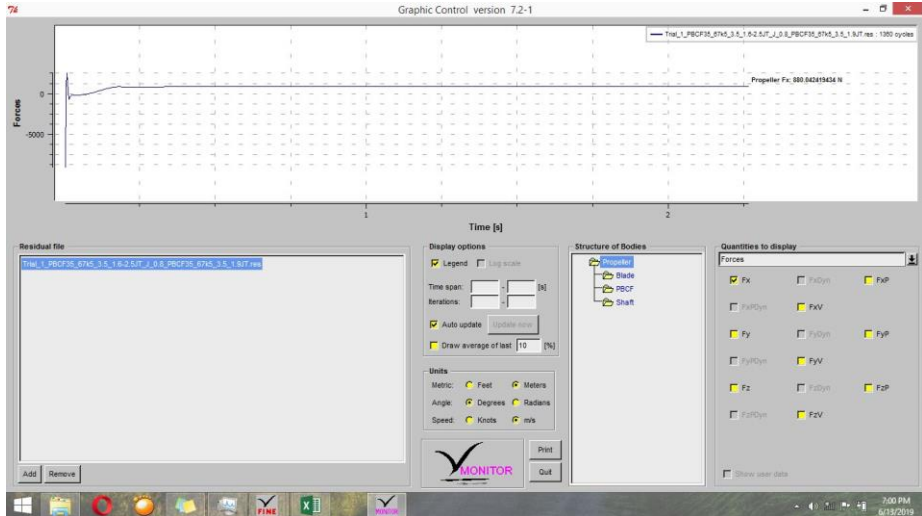 Graphic Control version 7.2-1
Trial_1_PBCF35_67k5_3.5_1.6-2.5JT_J_0.8_PBCF35_67k5_3.5_1.9JT.res : 1360 cycles
Propeller Fx: 880.042419434 N
0
-5000
Forces
1
2
Time [s]
Residual file
Trial_1_PBCF35_67k5_3.5_1.6-2.5JT_J_0.8_PBCF35_67k5_3.5_1.9JT.res
Add Remove
Display options
Legend Log scale
Time span: - [s]
Iterations: -
Auto update Update now
Draw average of last 10 [%]
Units
Metric: Feet Meters
Angle: Degrees Radians
Speed: Knots m/s
MONITOR
Print
Quit
Structure of Bodies
Propeller
Blade
PBCF
Shaft
Quantities to display
Forces
Fx FxDyn FxP
FxPDyn FxV
Fy FyDyn FyP
FyPDyn FyV
Fz FzDyn FzP
FzPDyn FzV
Show user data
FINE
MONITOR
7:00 PM
6/13/2019